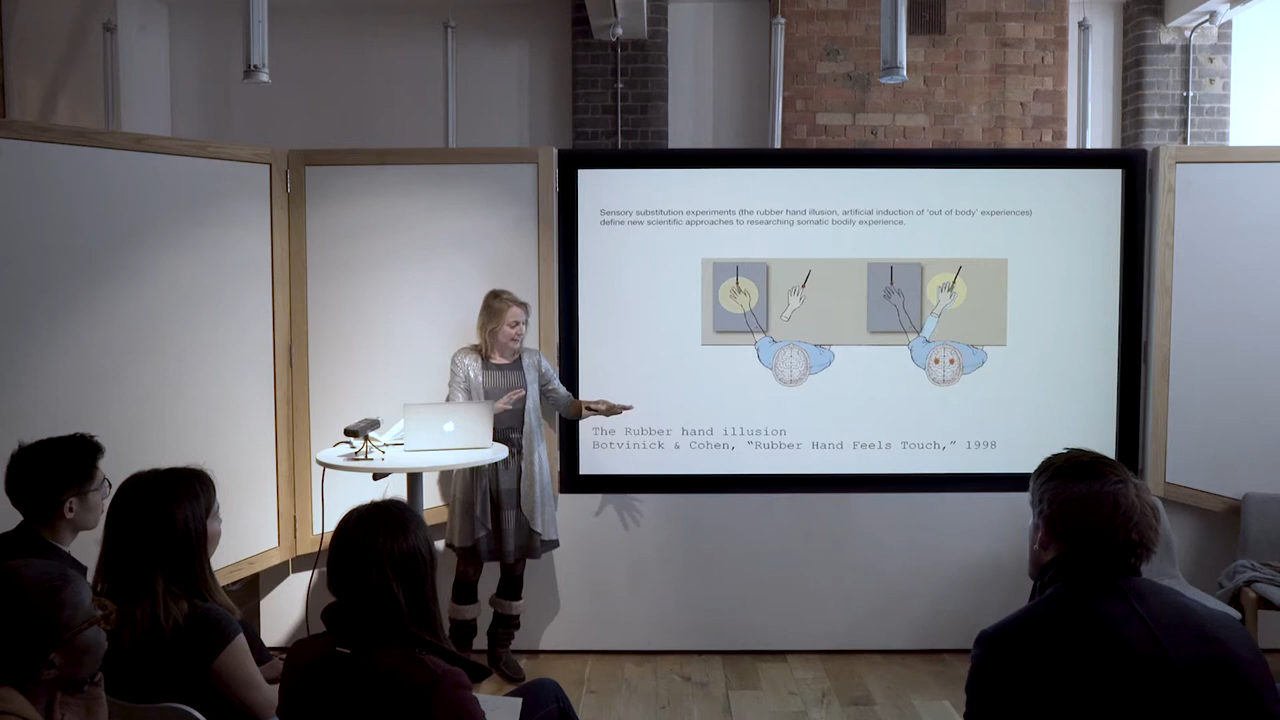 Sensory substitution experiments (the rubber hand illusion, artificial induction of 'out of body' experiences)
define new scientific approaches to researching somatic bodily experience.
The Rubber hand illusion
Botvinick & Cohen, “Rubber Hand Feels Touch,” 1998